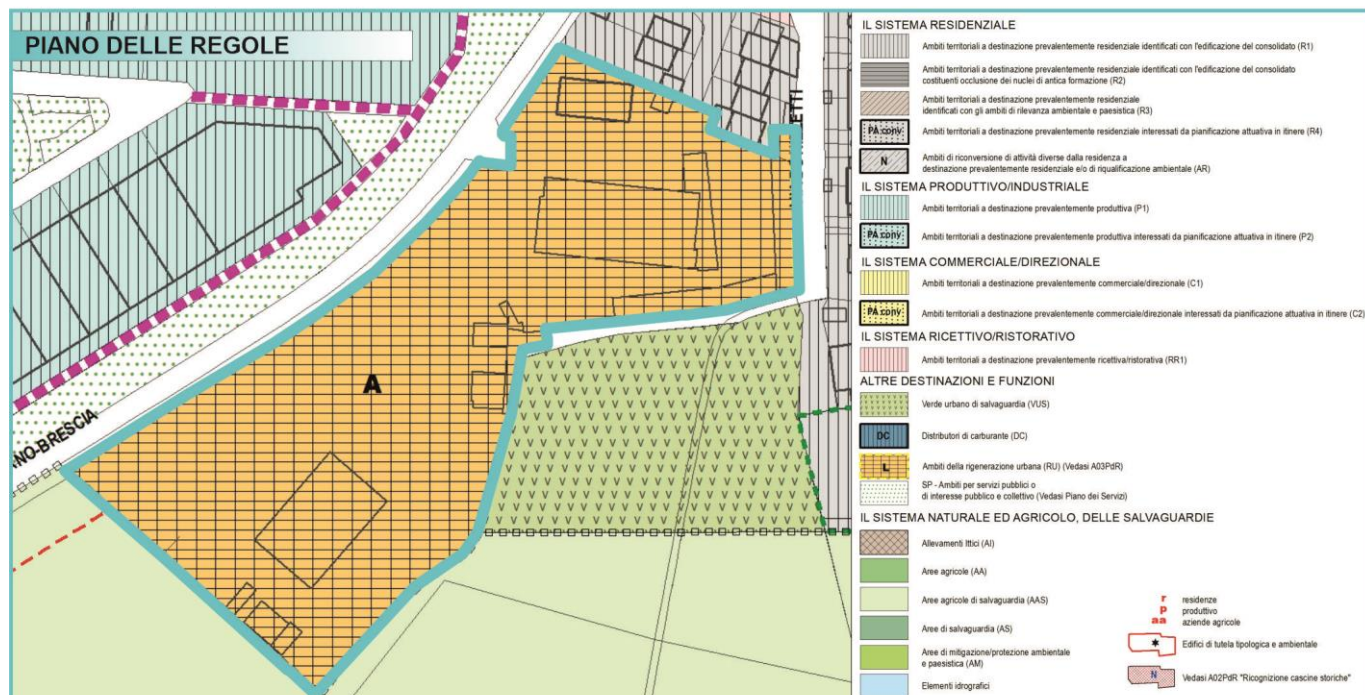 PIANO DELLE REGOLE
A
NNO-BRESCIA
ETTI
IL SISTEMA RESIDENZIALE
Ambiti territoriali a destinazione prevalentemente residenziale identificati con l'edificazione del consolidato (R1)
Ambiti territoriali a destinazione prevalentemente residenziale identificati con l'edificazione del consolidato
costituenti occlusione dei nuclei di antica formazione (R2)
Ambiti territoriali a destinazione prevalentemente residenziale
identificati con gli ambiti di rilevanza ambientale e paesistica (R3)
PA conv
Ambiti territoriali a destinazione prevalentemente residenziale interessati da pianificazione attuativa in itinere (R4)
N
Ambiti di riconversione di attività diverse dalla residenza a
destinazione prevalentemente residenziale e/o di riqualificazione ambientale (AR)
IL SISTEMA PRODUTTIVO/INDUSTRIALE
Ambiti territoriali a destinazione prevalentemente produttiva (P1)
PA conv
Ambiti territoriali a destinazione prevalentemente produttiva interessati da pianificazione attuativa in itinere (P2)
IL SISTEMA COMMERCIALE/DIREZIONALE
Ambiti territoriali a destinazione prevalentemente commerciale/direzionale (C1)
PA conv
Ambiti territoriali a destinazione prevalentemente commerciale/direzionale interessati da pianificazione attuativa in itinere (C2)
IL SISTEMA RICETTIVO/RISTORATIVO
Ambiti territoriali a destinazione prevalentemente ricettiva/ristorativa (RR1)
ALTRE DESTINAZIONI E FUNZIONI
Verde urbano di salvaguardia (VUS)
DC
Distributori di carburante (DC)
L
Ambiti della rigenerazione urbana (RU) (Vedasi A03PdR)
SP - Ambiti per servizi pubblici o
di interesse pubblico e collettivo (Vedasi Piano dei Servizi)
IL SISTEMA NATURALE ED AGRICOLO, DELLE SALVAGUARDIE
Allevamenti Ittici (AI)
Aree agricole (AA)
Aree agricole di salvaguardia (AAS)
Aree di salvaguardia (AS)
Aree di mitigazione/protezione ambientale
e paesistica (AM)
Elementi idrografici
r residenze
p produttivo
aa aziende agricole
Edifici di tutela tipologica e ambientale
N
Vedasi A02PdR "Ricognizione cascine storiche"